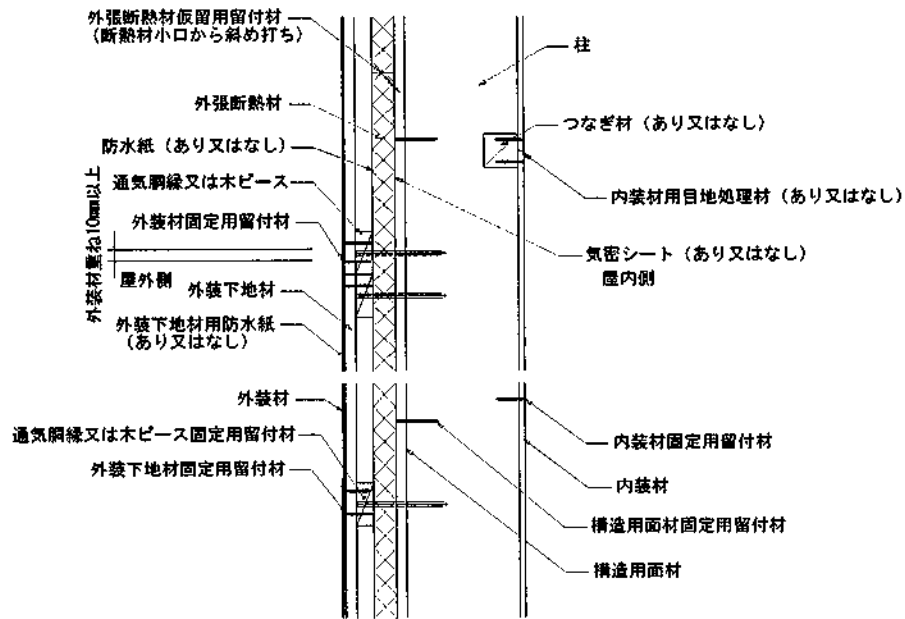 外張断熱材仮留用留付材
(断熱材小口から斜め打ち)
柱
外張断熱材
つなぎ材（あり又はなし）
防水紙（あり又はなし）
通気胴縁又は木ピース
内装材用目地処理材（あり又はなし）
外装材固定用留付材
外装材重ね10mm以上
気密シート（あり又はなし）
屋内側
屋外側
外装下地材
外装下地材用防水紙
(あり又はなし)
外装材
通気胴縁又は木ピース固定用留付材
内装材固定用留付材
外装下地材固定用留付材
内装材
構造用面材固定用留付材
構造用面材